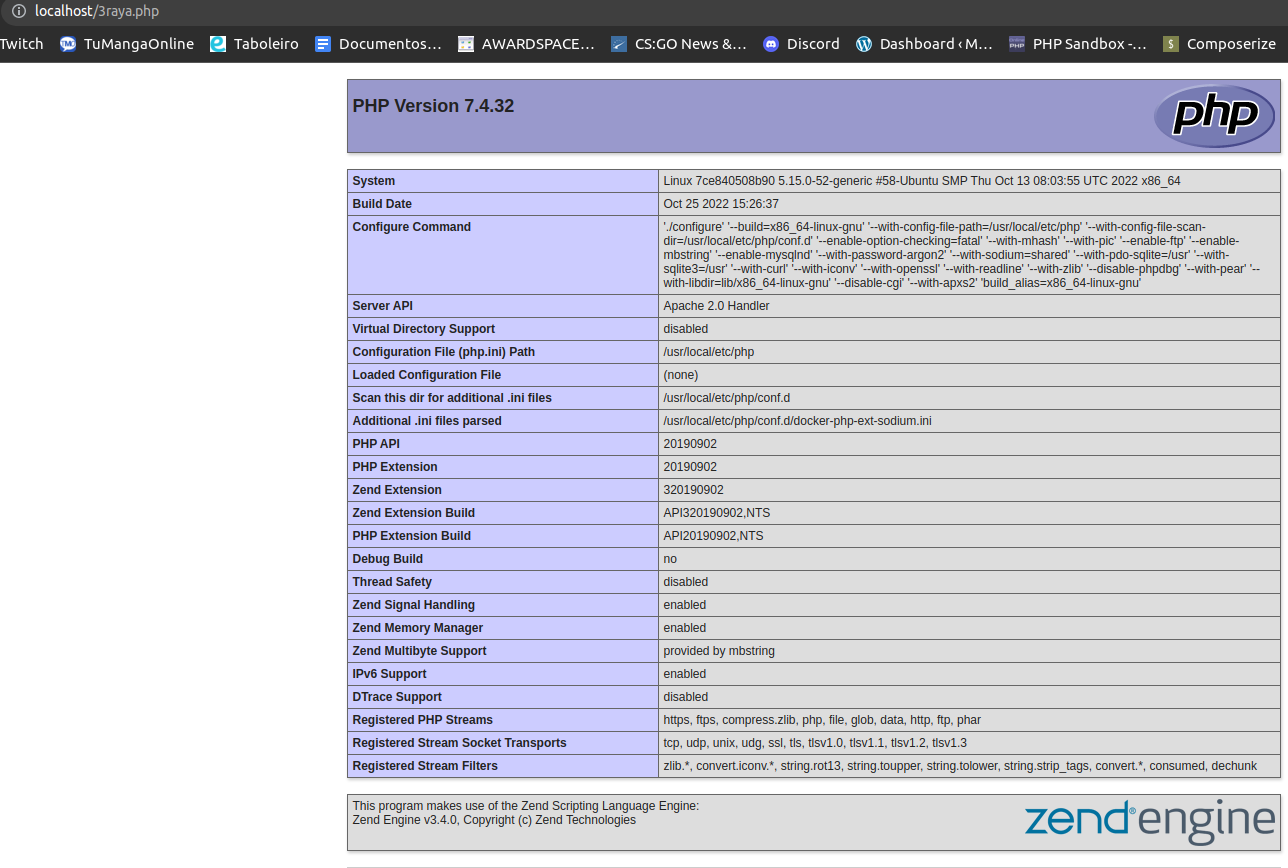 localhost/3raya.php
Twitch TuMangaOnline Taboleiro Documentos... AWARDSPACE... CS:GO News &... Discord Dashboard ‹ M... PHP Sandbox -... Composerize
PHP Version 7.4.32
php
System Linux 7ce840508b90 5.15.0-52-generic #58-Ubuntu SMP Thu Oct 13 08:03:55 UTC 2022 x86_64
Build Date Oct 25 2022 15:26:37
Configure Command './configure' '--build=x86_64-linux-gnu' '--with-config-file-path=/usr/local/etc/php' '--with-config-file-scan-
dir=/usr/local/etc/php/conf.d' '--enable-option-checking=fatal' '--with-mhash' '--with-pic' '--enable-ftp' '--enable-
mbstring' '--enable-mysqlnd' '--with-password-argon2' '--with-sodium=shared' '--with-pdo-sqlite=/usr' '--with-
sqlite3=/usr' '--with-curl' '--with-iconv' '--with-openssl' '--with-readline' '--with-zlib' '--disable-phpdbg' '--with-pear' '--
with-libdir=lib/x86_64-linux-gnu' '--disable-cgi' '--with-apxs2' 'build_alias=x86_64-linux-gnu'
Server API Apache 2.0 Handler
Virtual Directory Support disabled
Configuration File (php.ini) Path /usr/local/etc/php
Loaded Configuration File (none)
Scan this dir for additional .ini files /usr/local/etc/php/conf.d
Additional .ini files parsed /usr/local/etc/php/conf.d/docker-php-ext-sodium.ini
PHP API 20190902
PHP Extension 20190902
Zend Extension 320190902
Zend Extension Build API320190902,NTS
PHP Extension Build API20190902,NTS
Debug Build no
Thread Safety disabled
Zend Signal Handling enabled
Zend Memory Manager enabled
Zend Multibyte Support provided by mbstring
IPv6 Support enabled
DTrace Support disabled
Registered PHP Streams https, ftps, compress.zlib, php, file, glob, data, http, ftp, phar
Registered Stream Socket Transports tcp, udp, unix, udg, ssl, tls, tlsv1.0, tlsv1.1, tlsv1.2, tlsv1.3
Registered Stream Filters zlib.*, convert.iconv.*, string.rot13, string.toupper, string.tolower, string.strip_tags, convert.*, consumed, dechunk
This program makes use of the Zend Scripting Language Engine:
Zend Engine v3.4.0, Copyright (c) Zend Technologies
zend® engine